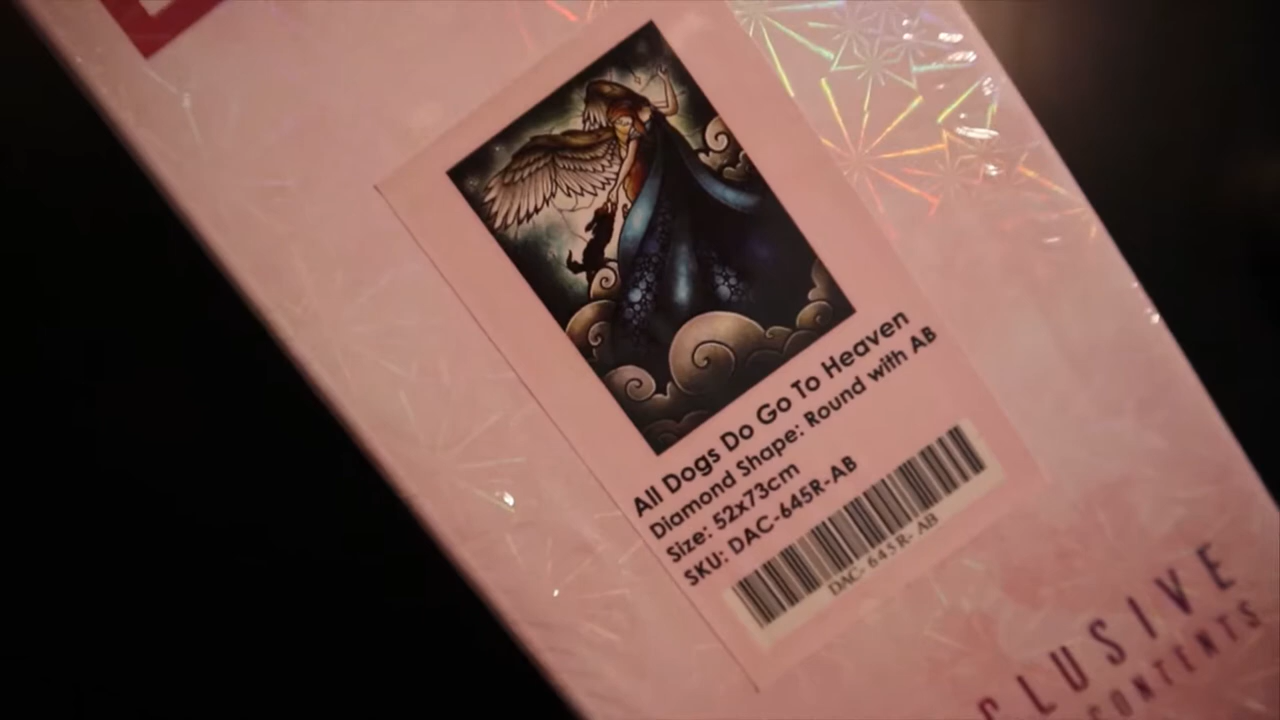 All Dogs Do Go To Heaven
Diamond Shape: Round with AB
Size: 52x73cm
SKU: DAC-645R-AB
DAC- 645R- AB
CLUSIVE
CONTENTS